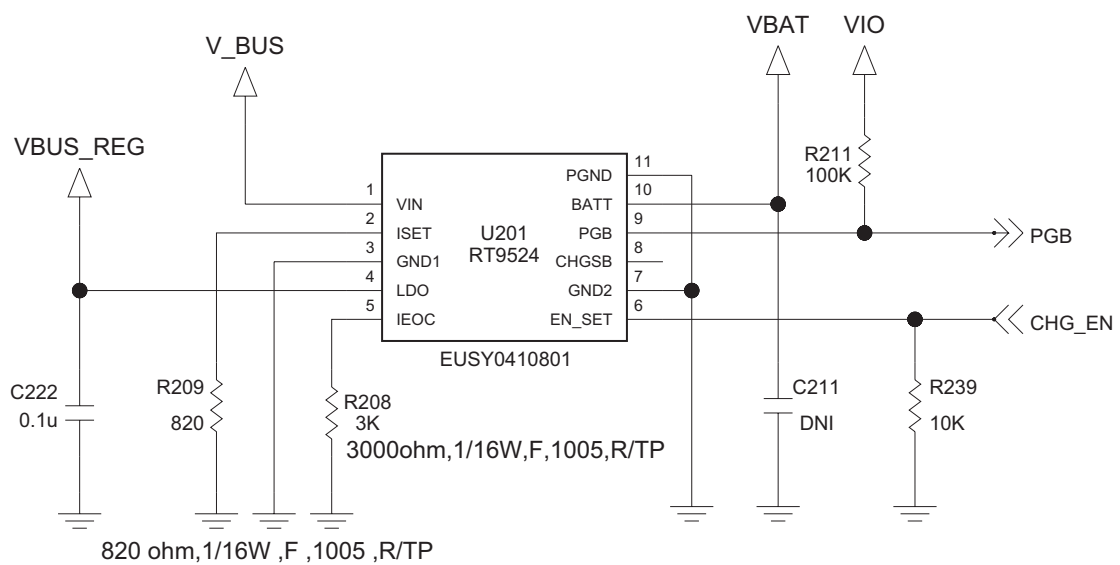 VBAT VIO
V_BUS
VBUS_REG
R211
100K
1 VIN
2 ISET
3 GND1
4 LDO
5 IEOC
U201
RT9524
11 PGND
10 BATT
9 PGB
8 CHGSB
7 GND2
6 EN_SET
PGB
CHG_EN
EUSY0410801
C222
0.1u
R209
820
R208
3K
3000ohm,1/16W,F,1005,R/TP
C211
DNI
R239
10K
820 ohm,1/16W ,F ,1005 ,R/TP